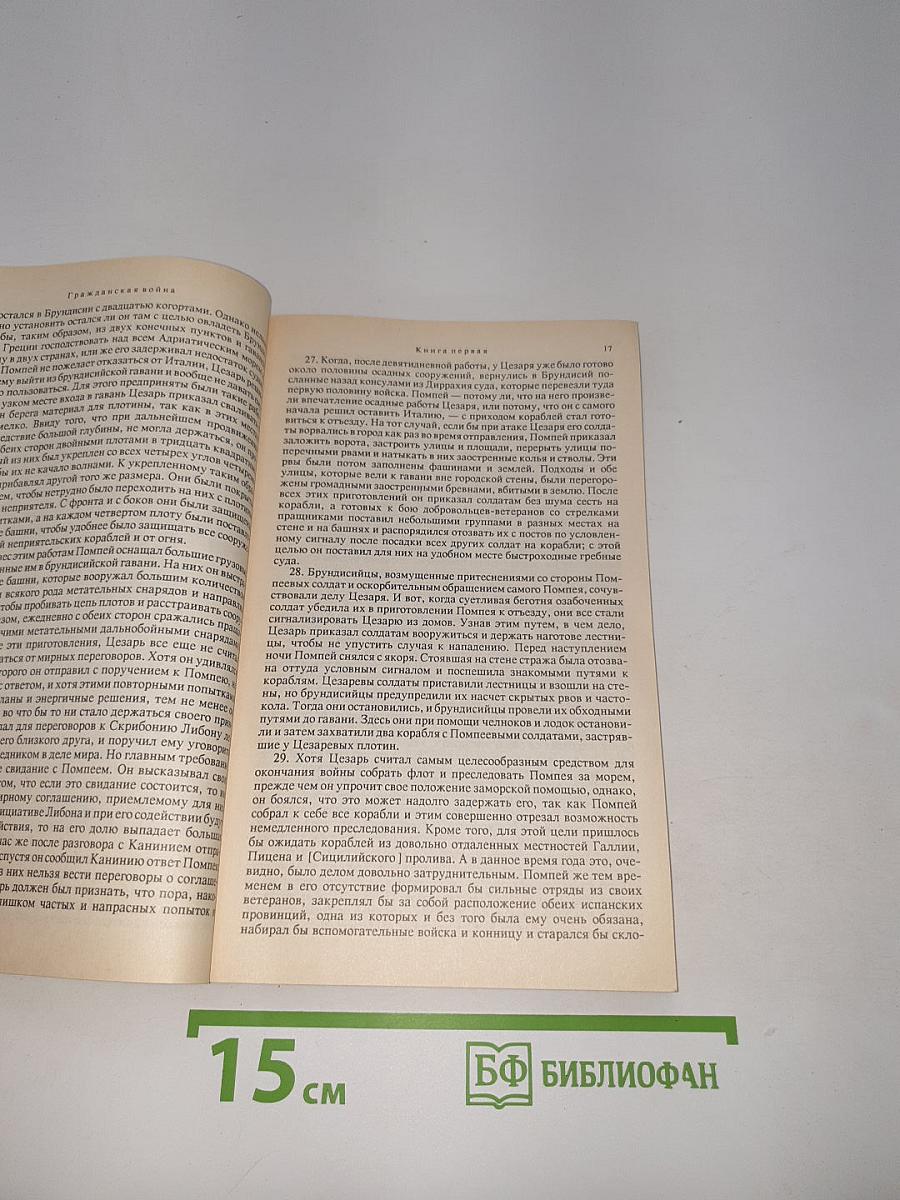 Гражданская война
остался в Брундисии с двадцатью когортами. Однако
но установить остался ли он там с целью овладеть
бы, таким образом, из двух конечных пунктов и
Греции господствовать над всем Адриатическим
в двух странах, или же его задерживал недостаток
Помпей не пожелает отказаться от Италии, Цезарь
ему выйти из брундисийской гавани и вообще не давать
пользоваться. Для этого предприняты были такие
узком месте входа в гавань Цезарь приказал
берега материал для плотины, так как в этих
мелко. Ввиду того, что при дальнейшем
вследствие большой глубины, не могла держаться, он
обеих сторон двойными плотами в тридцать
из них был укреплен со всех четырех углов
бы их не качало волнами. К укрепленному таким
прибавлял другой того же размера. Они были
чтобы нетрудно было переходить на них с
неприятеля. С фронта и с боков они были
а на каждом четвертом плоту были
башни, чтобы удобнее было защищать все
неприятельских кораблей и от огня.
этим работам Помпей оснащал большие
им в брундисийской гавани. На них он
башни, которые вооружал большим
всякого рода метательных снарядов и
чтобы пробивать цепь плотов и расстраивать
ежедневно с обеих сторон сражались
метательными дальнобойными
эти приготовления, Цезарь все еще не
от мирных переговоров. Хотя он
которого он отправил с поручением к Помпею,
с ответом, и хотя этими повторными
и энергичные решения, тем не менее
во что бы то ни стало держаться своего
для переговоров к Скрибонию Либону
его близкого друга, и поручил ему
в деле мира. Но главным
свидание с Помпеем. Он высказывал
что если это свидание состоится, то
мирному соглашению, приемлемому для
инициативе Либона и при его содействии
то на его долю выпадает
час же после разговора с Канинием
спустя он сообщил Канинию ответ
из них нельзя вести переговоры о
должен был признать, что пора,
слишком частых и напрасных попыток
Книга первая 17
27. Когда, после девятидневной работы, у Цезаря уже было готово
около половины осадных сооружений, вернулись в Брундисий по-
сланные назад консулами из Диррахия суда, которые перевезли туда
первую половину войска. Помпей — потому ли, что на него произве-
ли впечатление осадные работы Цезаря, или потому, что он с самого
начала решил оставить Италию, — с приходом кораблей стал гото-
виться к отъезду. На тот случай, если бы при атаке Цезаря его солда-
ты ворвались в город как раз во время отправления, Помпей приказал
заложить ворота, застроить улицы и площади, перерыть улицы по-
перечными рвами и натыкать в них заостренные колья и стволы. Эти
рвы были потом заполнены фашинами и землей. Подходы и обе
улицы, которые вели к гавани вне городской стены, были перегоро-
жены громадными заостренными бревнами, вбитыми в землю. После
всех этих приготовлений он приказал солдатам без шума сесть на
корабли, а готовых к бою добровольцев-ветеранов со стрелками
пращниками поставил небольшими группами в разных местах на
стене и на башнях и распорядился отозвать их с постов по условлен-
ному сигналу после посадки всех других солдат на корабли; с этой
целью он поставил для них на удобном месте быстроходные гребные
суда.
28. Брундисийцы, возмущенные притеснениями со стороны Пом-
пеевых солдат и оскорбительным обращением самого Помпея, сочув-
ствовали делу Цезаря. И вот, когда суетливая беготня озабоченных
солдат убедила их в приготовлении Помпея к отъезду, они все стали
сигнализировать Цезарю из домов. Узнав этим путем, в чем дело,
Цезарь приказал солдатам вооружиться и держать наготове лестни-
цы, чтобы не упустить случая к нападению. Перед наступлением
ночи Помпей снялся с якоря. Стоявшая на стене стража была отозва-
на оттуда условным сигналом и поспешила знакомыми путями к
кораблям. Цезаревы солдаты приставили лестницы и взошли на сте-
ны, но брундисийцы предупредили их насчет скрытых рвов и часто-
кола. Тогда они остановились, и брундисийцы провели их обходными
путями до гавани. Здесь они при помощи челноков и лодок останови-
ли и затем захватили два корабля с Помпеевыми солдатами, застряв-
шие у Цезаревых плотин.
29. Хотя Цезарь считал самым целесообразным средством для
окончания войны собрать флот и преследовать Помпея за морем,
прежде чем он упрочит свое положение заморской помощью, однако,
он боялся, что это может надолго задержать его, так как Помпей
собрал к себе все корабли и этим совершенно отрезал возможность
немедленного преследования. Кроме того, для этой цели пришлось
бы ожидать кораблей из довольно отдаленных местностей Галлии,
Пицена и [Сицилийского] пролива. А в данное время года это, оче-
видно, было делом довольно затруднительным. Помпей же тем вре-
менем в его отсутствие формировал бы сильные отряды из своих
ветеранов, закреплял бы за собой расположение обеих испанских
провинций, одна из которых и без того была ему очень обязана,
набирал бы вспомогательные войска и конницу и старался бы скло-
15 см
БФ БИБЛИОФАН